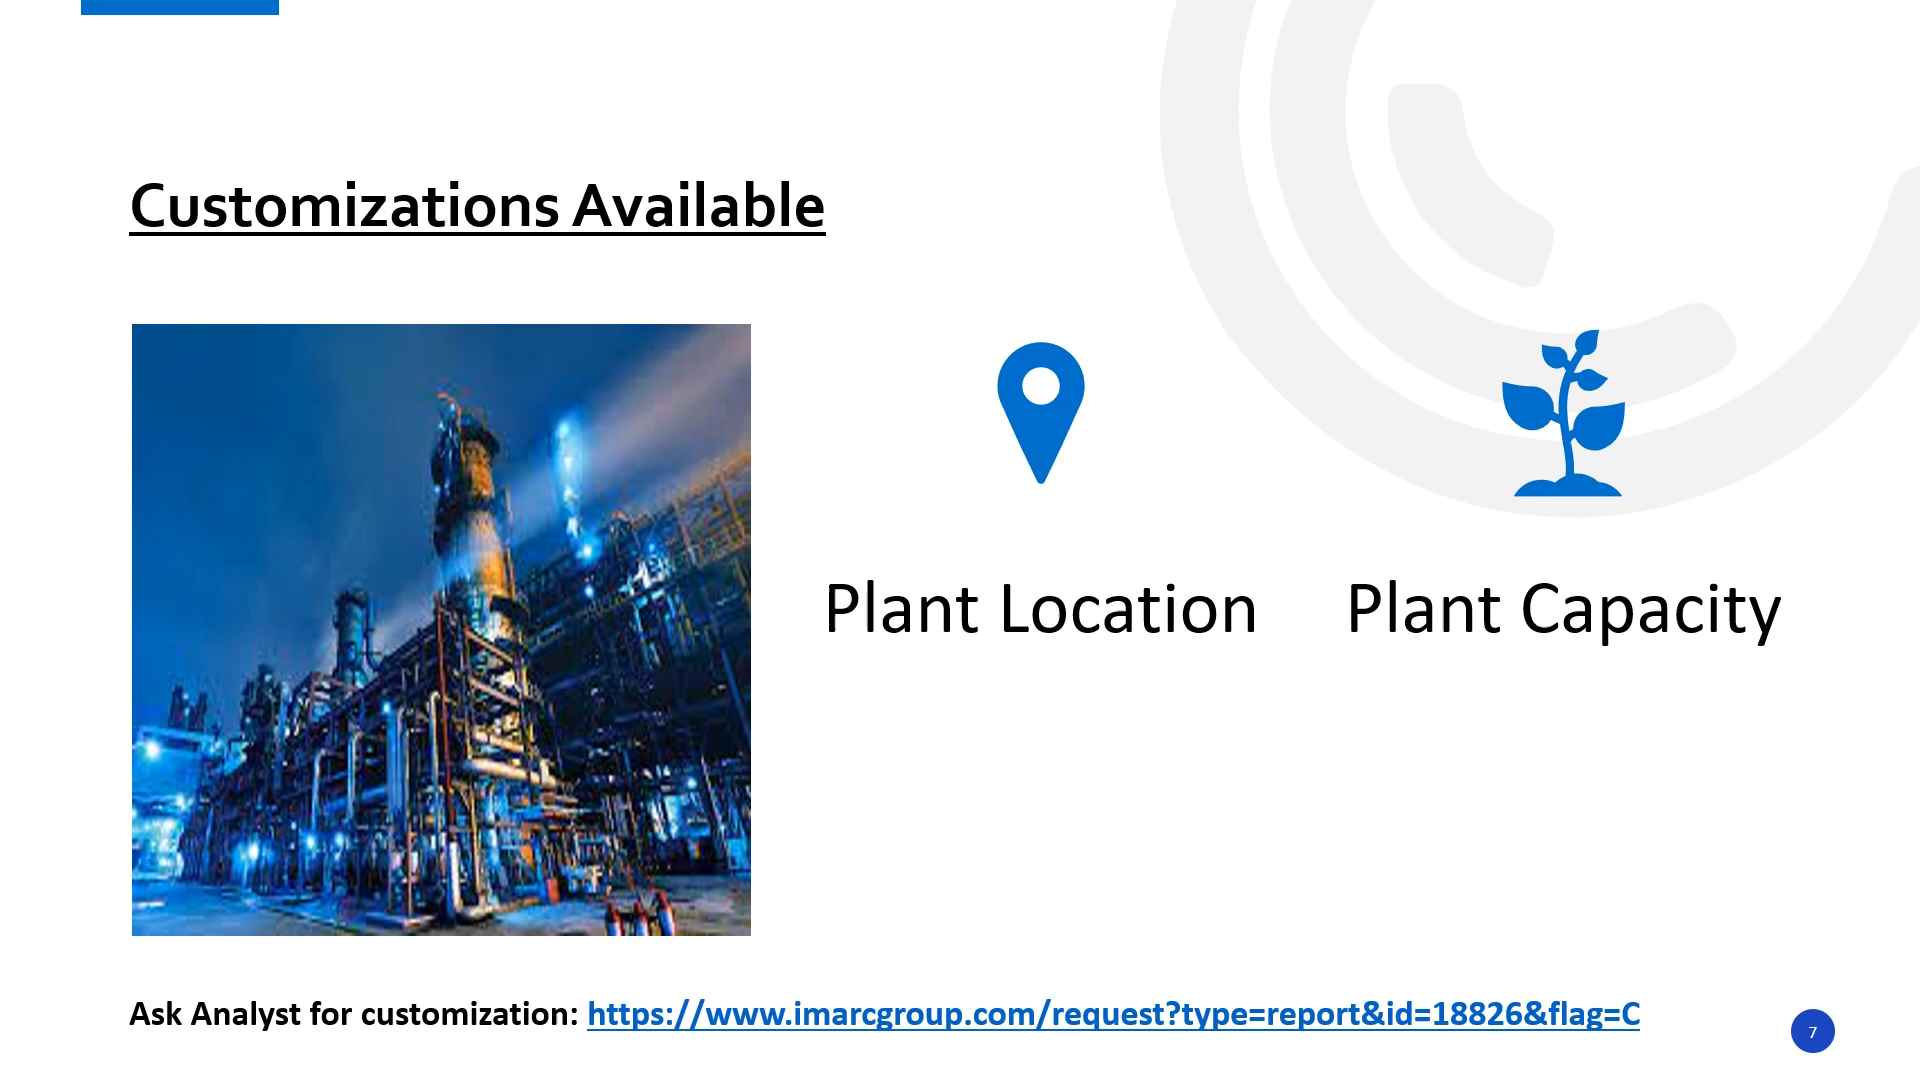 Customizations Available
Plant Location
Plant Capacity
Ask Analyst for customization: https://www.imarcgroup.com/request?type=report&id=18826&flag=C
7